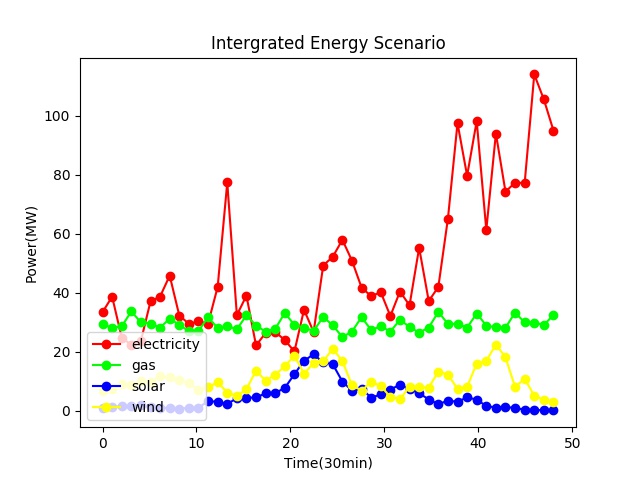 Intergrated Energy Scenario
Power(MW)
100
80
60
40
20
0
electricity
gas
solar
wind
0 10 20 30 40 50
Time(30min)